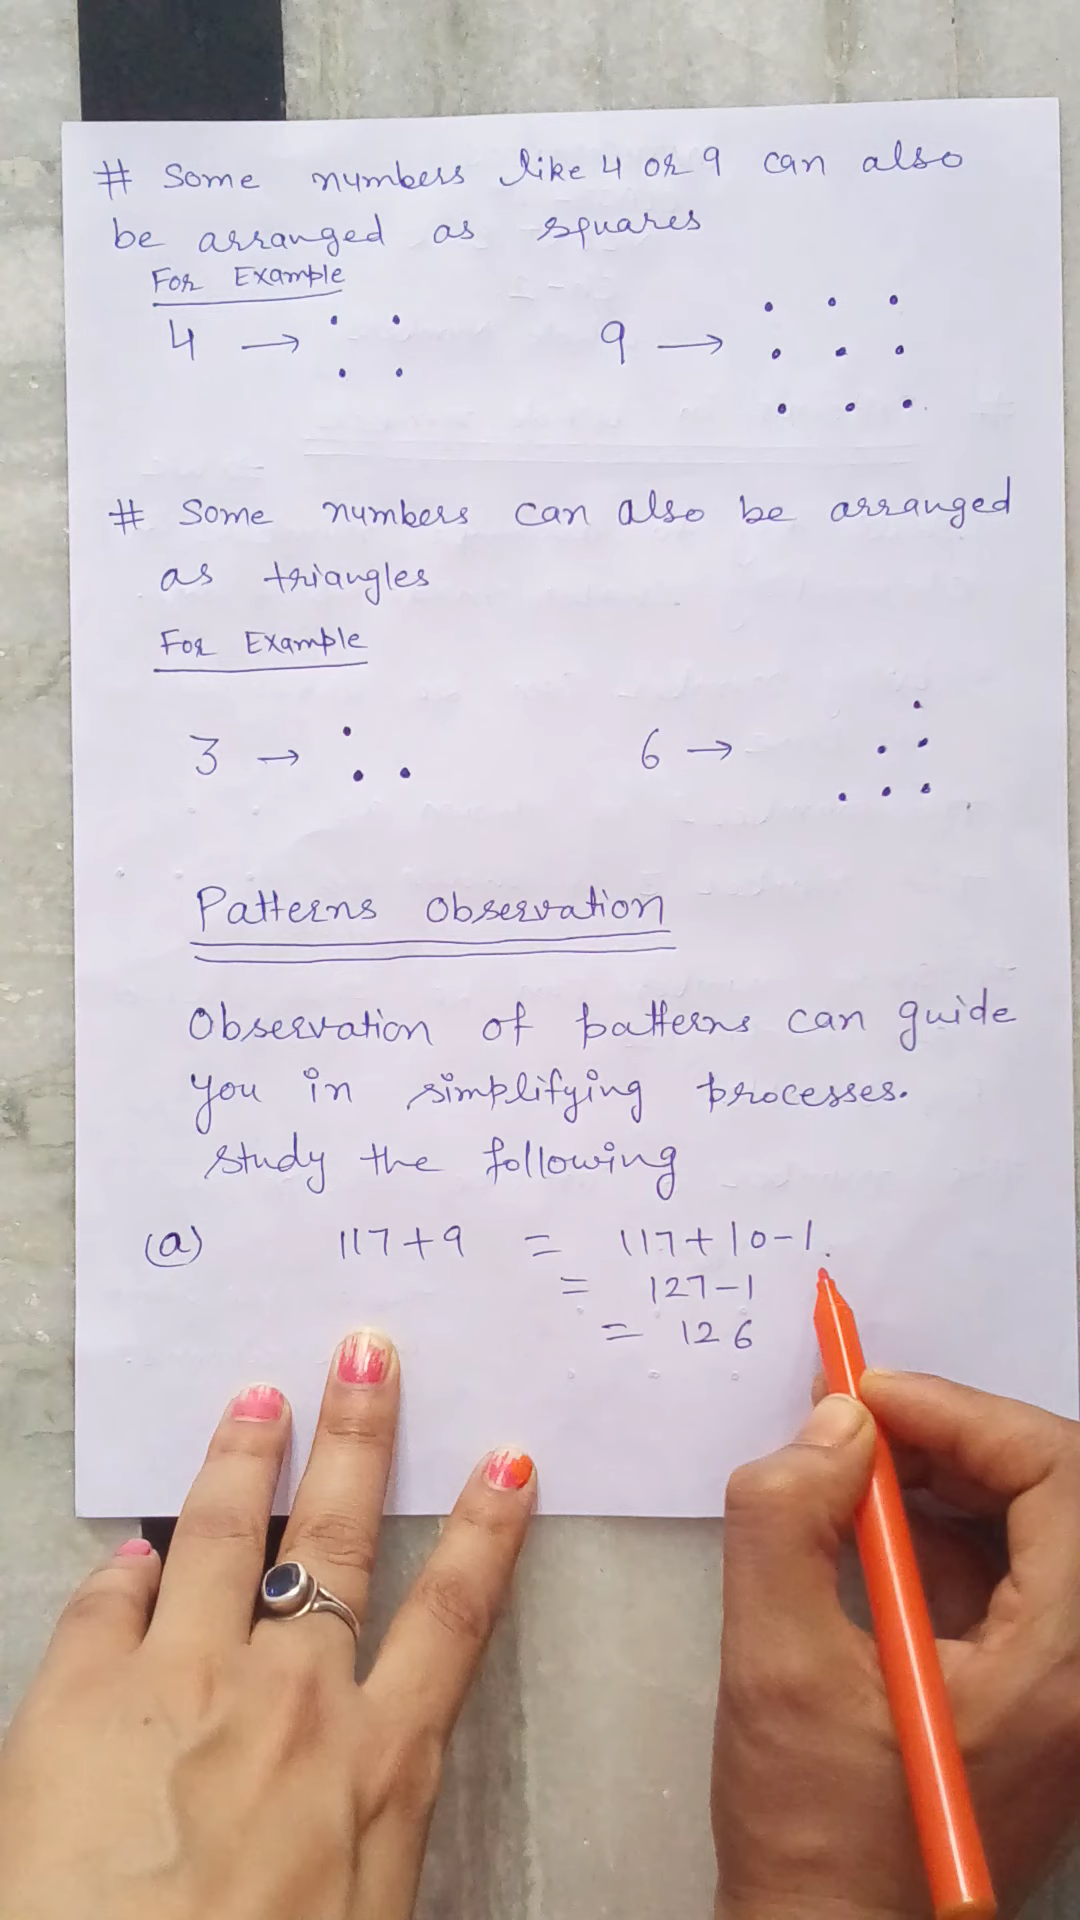 # Some numbers like 4 or 9 can also
be arranged as squares
For Example
4 → 9 →
# Some numbers can also be arranged
as triangles
For Example
3 → 6 →
Patterns Observation
Observation of patterns can guide
you in simplifying processes.
study the following
(a) 117+9 = 117+10-1.
= 127-1
= 126